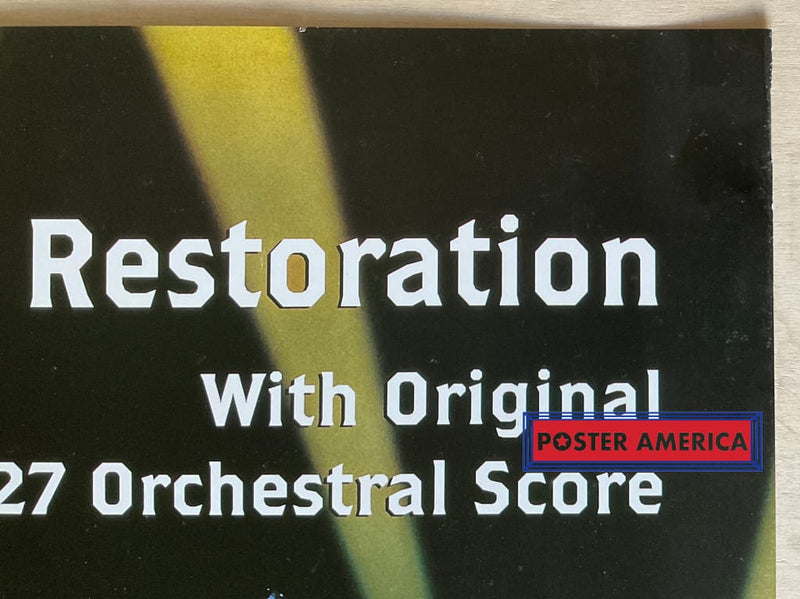 Restoration
With Original
27 Orchestral Score
POSTER AMERICA